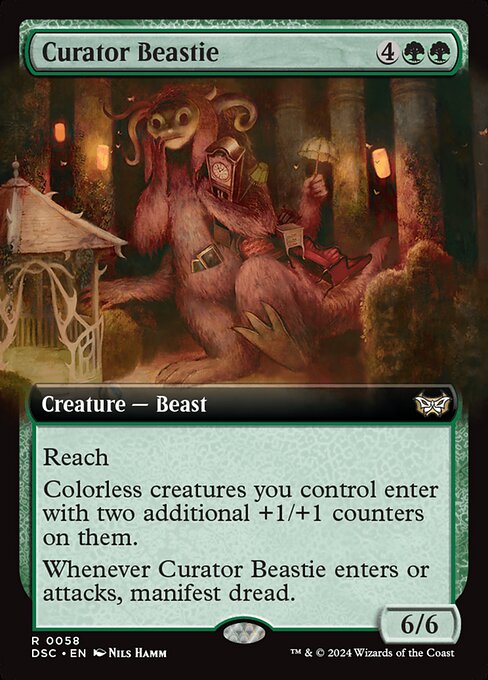 Curator Beastie 4
Creature — Beast
Reach
Colorless creatures you control enter
with two additional +1/+1 counters
on them.
Whenever Curator Beastie enters or
attacks, manifest dread.
6/6
R 0058
DSC • EN Nils Hamm
™ & © 2024 Wizards of the Coast